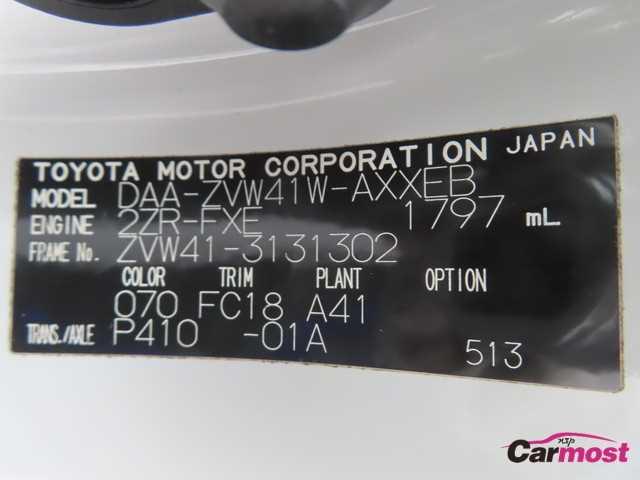 TOYOTA MOTOR CORPORATION JAPAN
MODEL DAA-ZVW41W-AXXEB
ENGINE 2ZR-FXE 1797 mL
FRAME No. ZVW41-3131302
COLOR TRIM PLANT OPTION
070 FC18 A41
TRANS./AXLE P410 -01A
513
nsp
Carmost